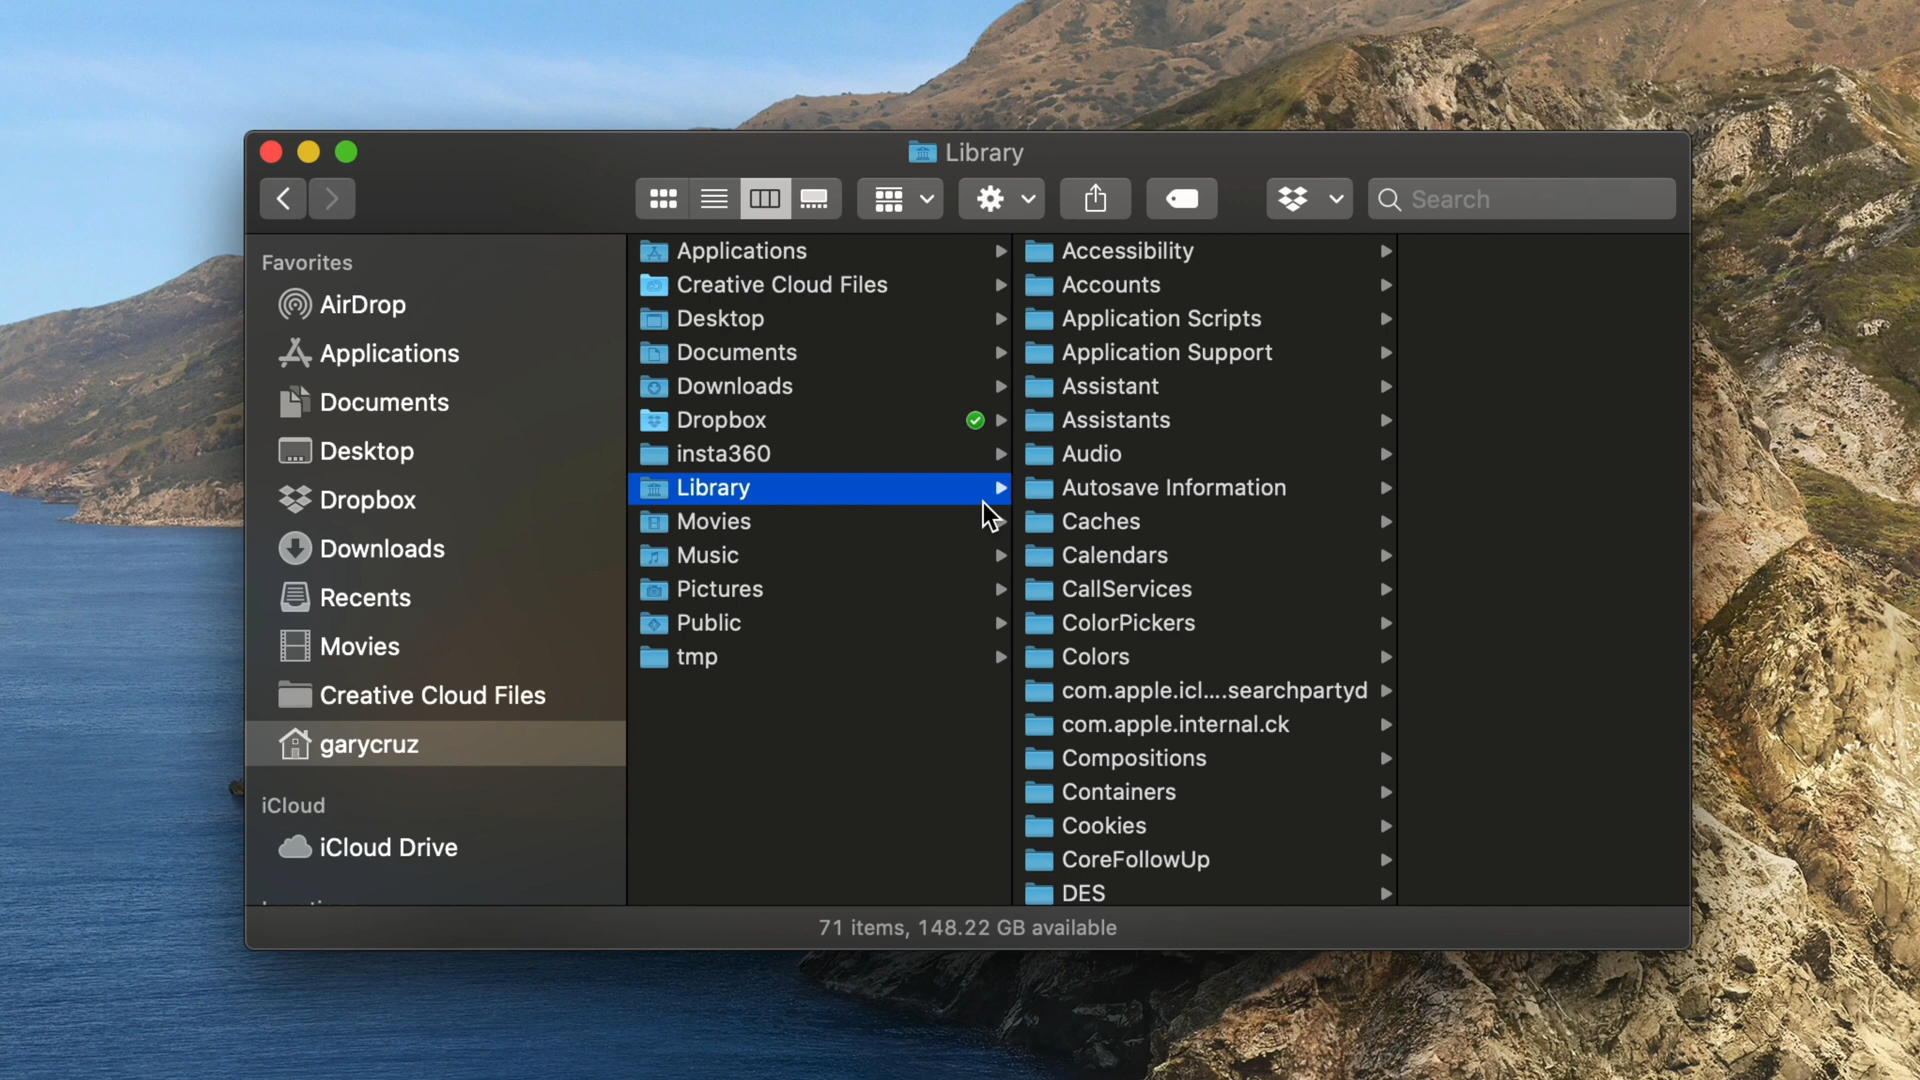 Library
Search
Favorites
AirDrop
Applications
Documents
Desktop
Dropbox
Downloads
Recents
Movies
Creative Cloud Files
garycruz
iCloud
iCloud Drive
Applications
Creative Cloud Files
Desktop
Documents
Downloads
Dropbox
insta360
Library
Movies
Music
Pictures
Public
tmp
Accessibility
Accounts
Application Scripts
Application Support
Assistant
Assistants
Audio
Autosave Information
Caches
Calendars
CallServices
ColorPickers
Colors
com.apple.icl....searchpartyd
com.apple.internal.ck
Compositions
Containers
Cookies
CoreFollowUp
DES
71 items, 148.22 GB available